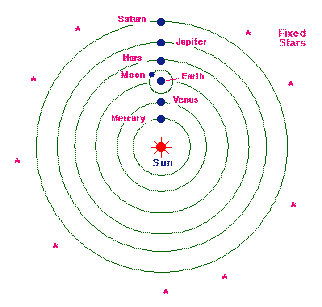 Saturn
Fixed
Stars
Jupiter
Mars
Moon
Earth
Venus
Mercury
Sun